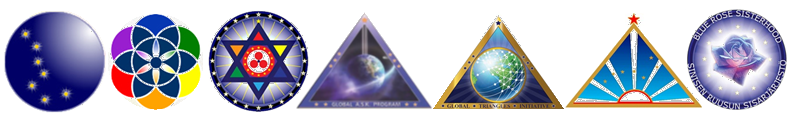 GLOBAL A.S.R. PROGRAM
GLOBAL • TRIANGLES • INITIATIVE
BLUE ROSE SISTERHOOD
SINISEN RUUSUN SISARJÄRJESTÖ